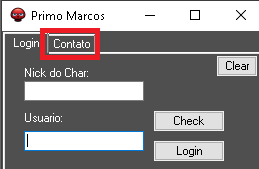 Primo Marcos
Login Contato
Clear
Nick do Char:
Usuario:
Check
Login